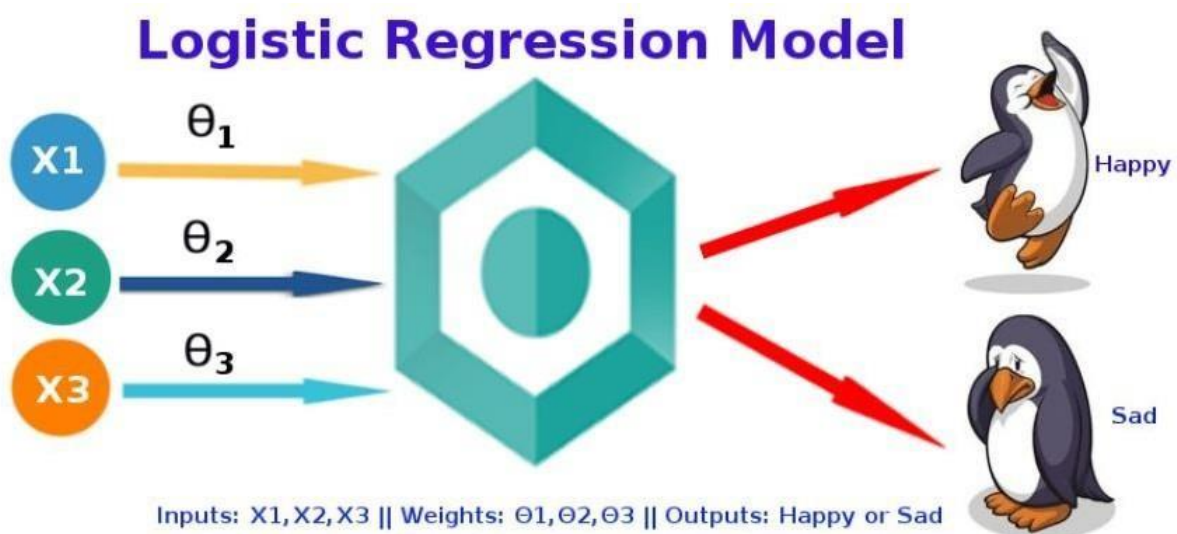 Logistic Regression Model
X1
θ1
X2
θ2
X3
θ3
Happy
Sad
Inputs: X1,X2,X3 || Weights: Θ1,Θ2,Θ3 || Outputs: Happy or Sad